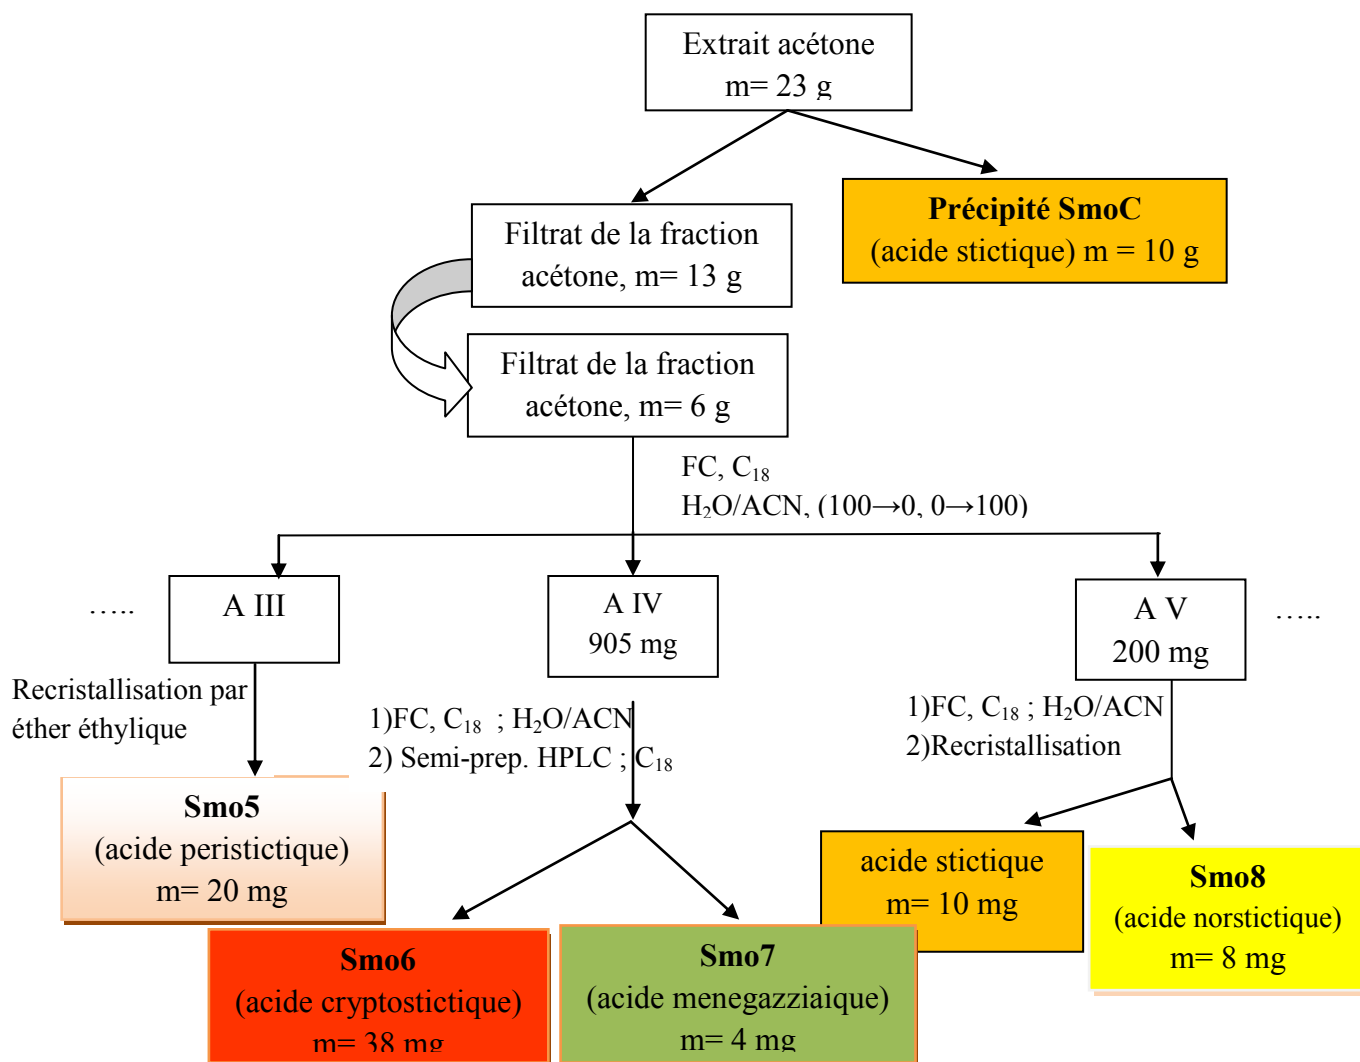 Extrait acétone
m= 23 g
Précipité SmoC
(acide stictique) m = 10 g
Filtrat de la fraction
acétone, m= 13 g
Filtrat de la fraction
acétone, m= 6 g
FC, C₁₈
H₂O/ACN, (100→0, 0→100)
…..
A III
A IV
905 mg
A V
200 mg
…..
Recristallisation par
éther éthylique
1)FC, C₁₈ ; H₂O/ACN
2) Semi-prep. HPLC ; C₁₈
1)FC, C₁₈ ; H₂O/ACN
2)Recristallisation
Smo5
(acide peristictique)
m= 20 mg
acide stictique
m= 10 mg
Smo8
(acide norstictique)
m= 8 mg
Smo6
(acide cryptostictique)
m= 38 mg
Smo7
(acide menegazziaique)
m= 4 mg